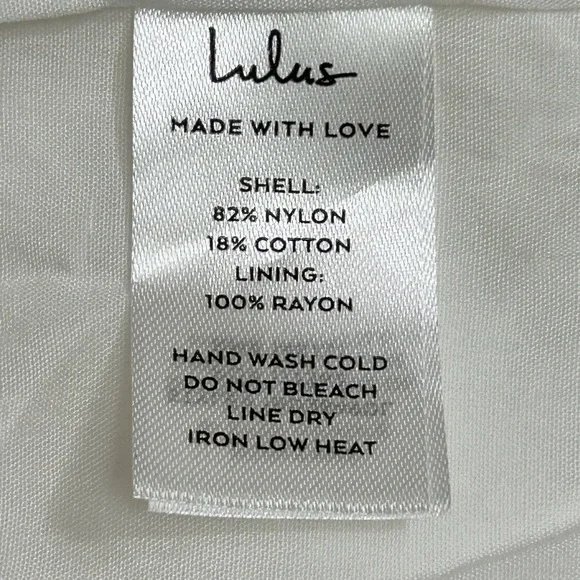 Lulus
MADE WITH LOVE
SHELL:
82% NYLON
18% COTTON
LINING:
100% RAYON
HAND WASH COLD
DO NOT BLEACH
LINE DRY
IRON LOW HEAT